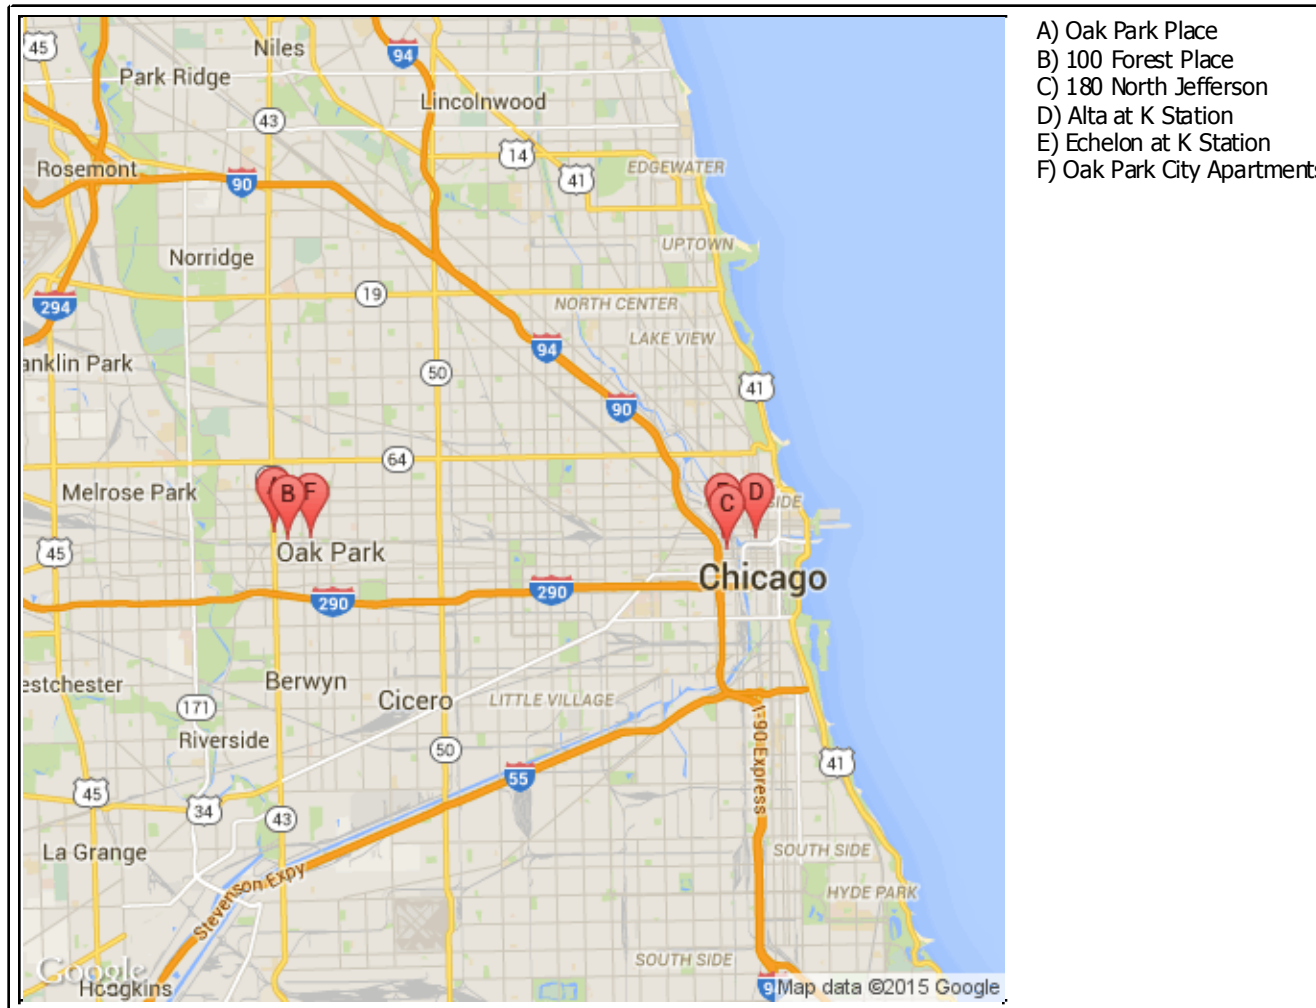 A) Oak Park Place
B) 100 Forest Place
C) 180 North Jefferson
D) Alta at K Station
E) Echelon at K Station
F) Oak Park City Apartments
45
Niles
94
Park Ridge
Lincolnwood
43
14
Rosemont
EDGEWATER
90
41
UPTOWN
Norridge
19
294
NORTH CENTER
LAKE VIEW
94
anklin Park
50
41
90
64
Melrose Park
A
B
F
D
C
SIDE
45
Oak Park
Chicago
290
290
estchester
Berwyn
Cicero
LITTLE VILLAGE
171
Riverside
50
I-90 Express
55
41
45
34
43
La Grange
SOUTH SIDE
Stevenson Expy
HYDE PARK
SOUTH SIDE
Google
Hodgkins
9
Map data ©2015 Google